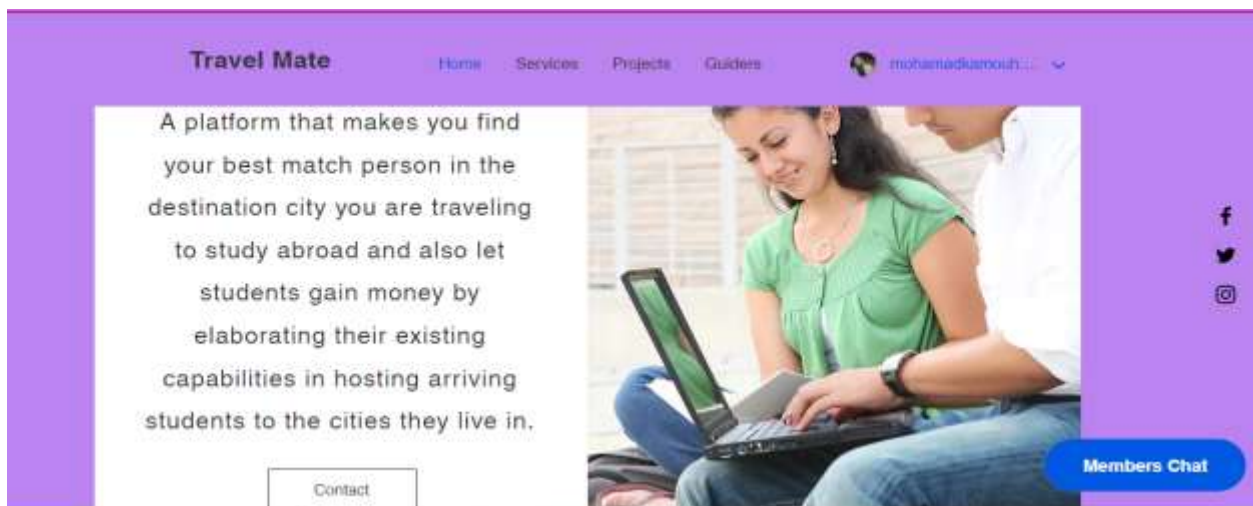 Travel Mate
Home Services Projects Guiders mohamadkamouh...
A platform that makes you find
your best match person in the
destination city you are traveling
to study abroad and also let
students gain money by
elaborating their existing
capabilities in hosting arriving
students to the cities they live in.
Contact
Members Chat